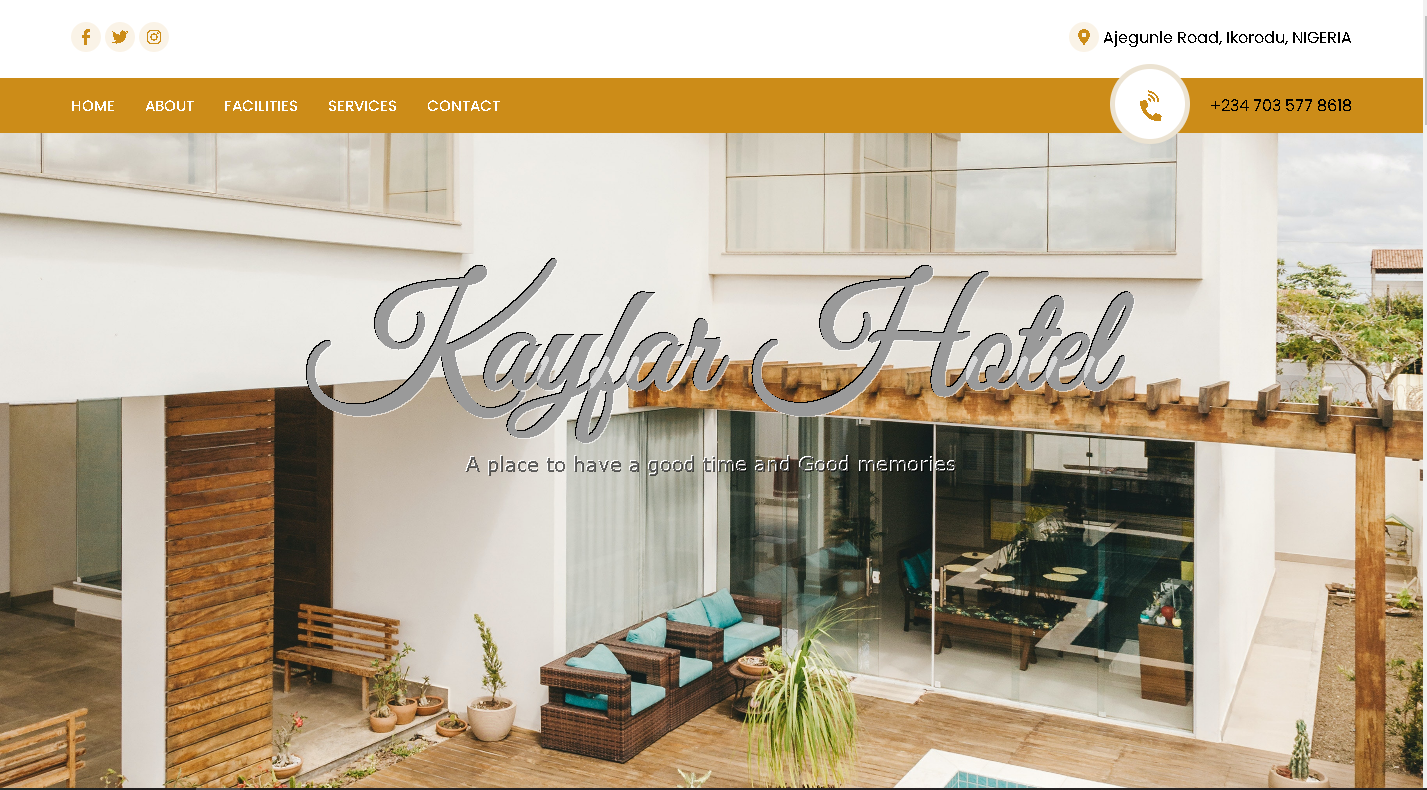 Ajegunle Road, Ikorodu, NIGERIA
HOME ABOUT FACILITIES SERVICES CONTACT +234 703 577 8618
Kayfar Hotel
A place to have a good time and Good memories